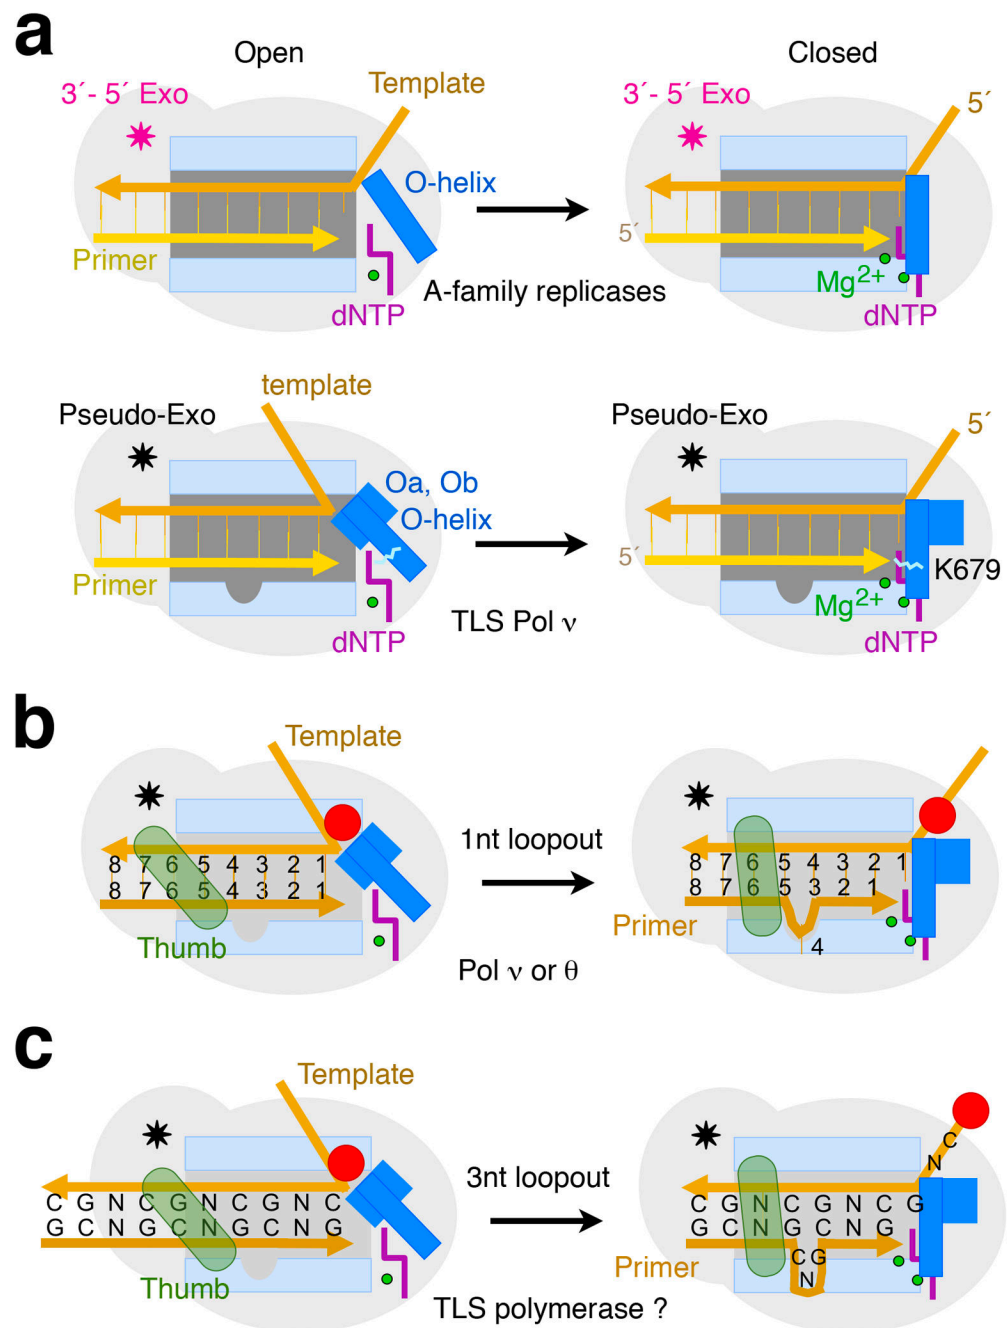 a
Open
Closed
3´- 5´ Exo
Template
3´- 5´ Exo
5´
O-helix
5´
Primer
Mg2+
A-family replicases
dNTP
dNTP
template
Pseudo-Exo
Pseudo-Exo
5´
Oa, Ob
O-helix
5´
K679
Primer
Mg2+
TLS Pol ν
dNTP
dNTP
b
Template
1nt loopout
8 7 6 5 4 3 2 1
8 7 6 5 4 3 2 1
8 7 6 5 4 3 2 1
8 7 6 5 3 2 1
Primer
4
Thumb
Pol ν or θ
c
Template
3nt loopout
C
N
C G N C G N C G N C
G C N G C N G C N G
C G N C G N C G
G C N G C N G
C G
N
Primer
Thumb
TLS polymerase ?